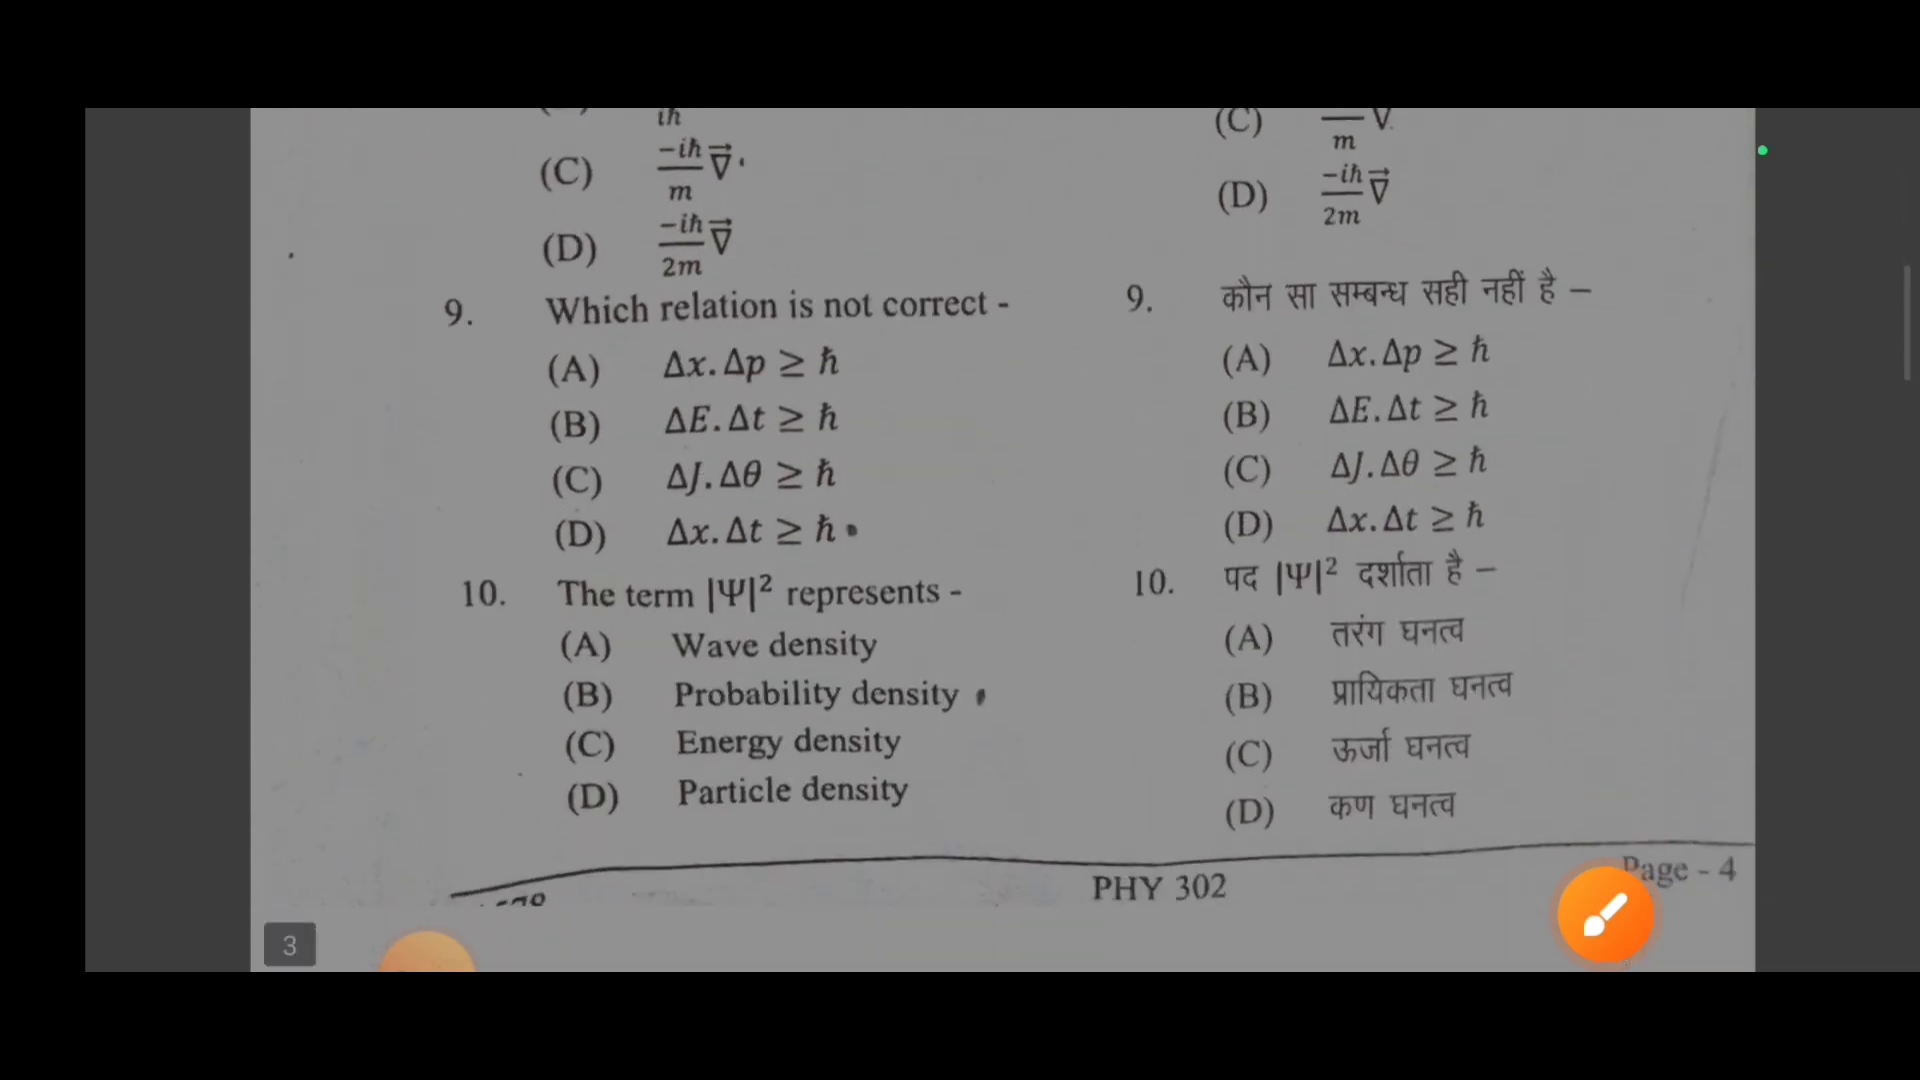 iħ
(C) −iħ/m ∇⃗
(D) −iħ/2m ∇⃗
9. Which relation is not correct -
(A) Δx.Δp ≥ ħ
(B) ΔE.Δt ≥ ħ
(C) ΔJ.Δθ ≥ ħ
(D) Δx.Δt ≥ ħ
10. The term |Ψ|² represents -
(A) Wave density
(B) Probability density
(C) Energy density
(D) Particle density
(C) m ∇
(D) −iħ/2m ∇⃗
9. कौन सा सम्बन्ध सही नहीं है –
(A) Δx.Δp ≥ ħ
(B) ΔE.Δt ≥ ħ
(C) ΔJ.Δθ ≥ ħ
(D) Δx.Δt ≥ ħ
10. पद |Ψ|² दर्शाता है –
(A) तरंग घनत्व
(B) प्रायिकता घनत्व
(C) ऊर्जा घनत्व
(D) कण घनत्व
PHY 302
Page - 4
3